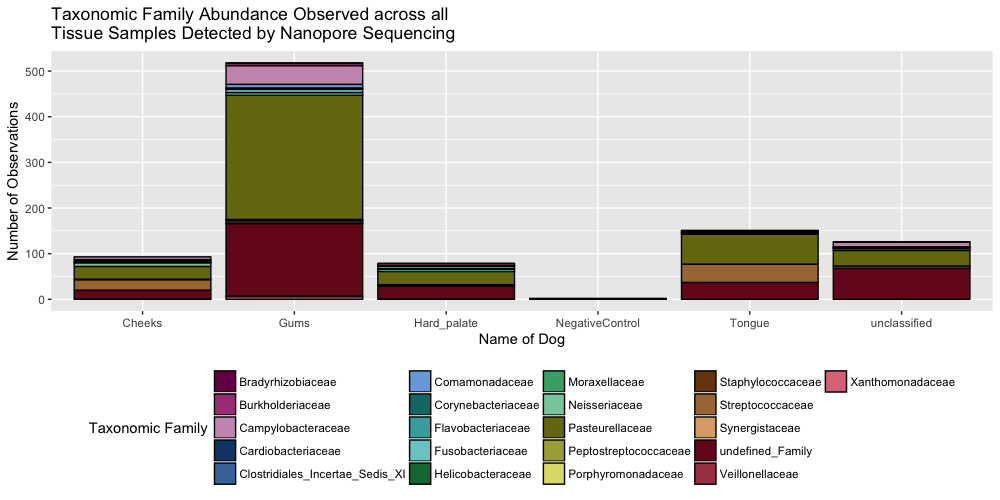 Taxonomic Family Abundance Observed across all
Tissue Samples Detected by Nanopore Sequencing
Number of Observations
500
400
300
200
100
0
Cheeks
Gums
Hard_palate
NegativeControl
Tongue
unclassified
Name of Dog
Taxonomic Family
Bradyrhizobiaceae
Burkholderiaceae
Campylobacteraceae
Cardiobacteriaceae
Clostridiales_Incertae_Sedis_XI
Comamonadaceae
Corynebacteriaceae
Flavobacteriaceae
Fusobacteriaceae
Helicobacteraceae
Moraxellaceae
Neisseriaceae
Pasteurellaceae
Peptostreptococcaceae
Porphyromonadaceae
Staphylococcaceae
Streptococcaceae
Synergistaceae
undefined_Family
Veillonellaceae
Xanthomonadaceae